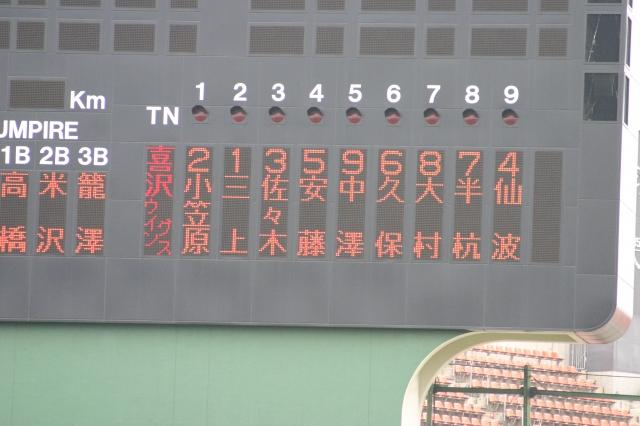 Km
UMPIRE
1B 2B 3B
高橋
米沢
籠澤
TN 1 2 3 4 5 6 7 8 9
喜沢ウインザス
2 小笠原
1 三上
3 佐々木
5 安藤
9 中澤
6 久保
8 大村
7 半杭
4 仙波